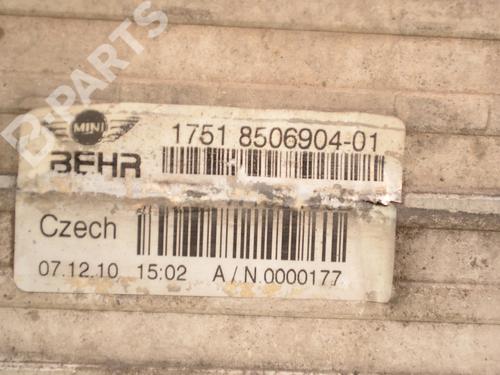 B-PARTS
MINI
1751 8506904-01
BEHR
Czech
07.12.10 15:02 A/N.0000177